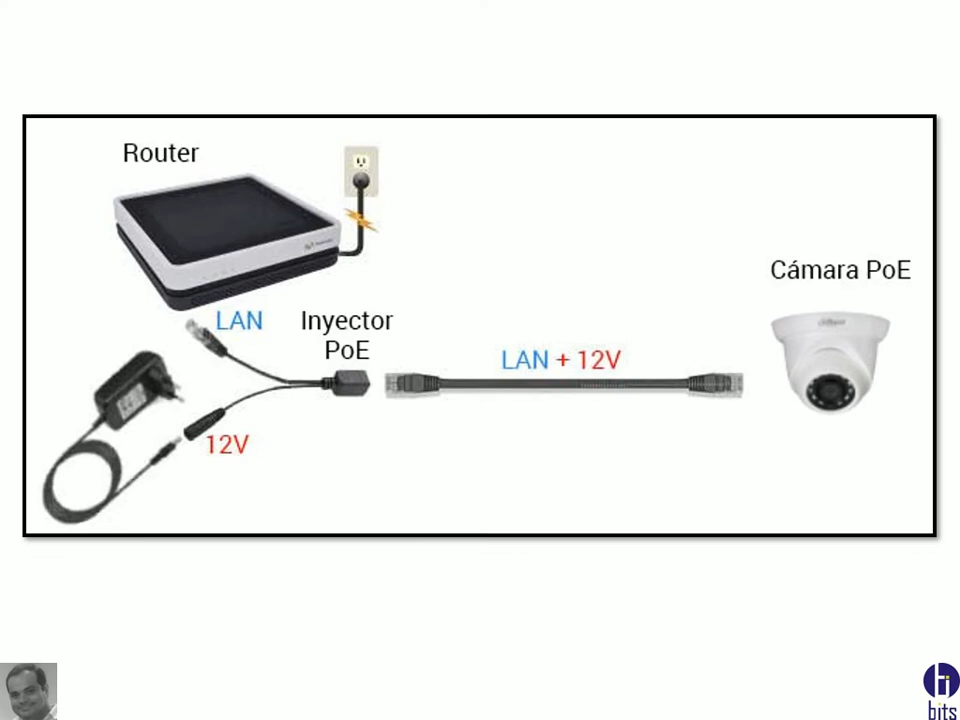 Router
Cámara PoE
LAN
Inyector
PoE
LAN + 12V
12V
bits